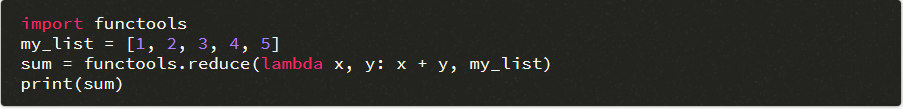 import functools
my_list = [1, 2, 3, 4, 5]
sum = functools.reduce(lambda x, y: x + y, my_list)
print(sum)